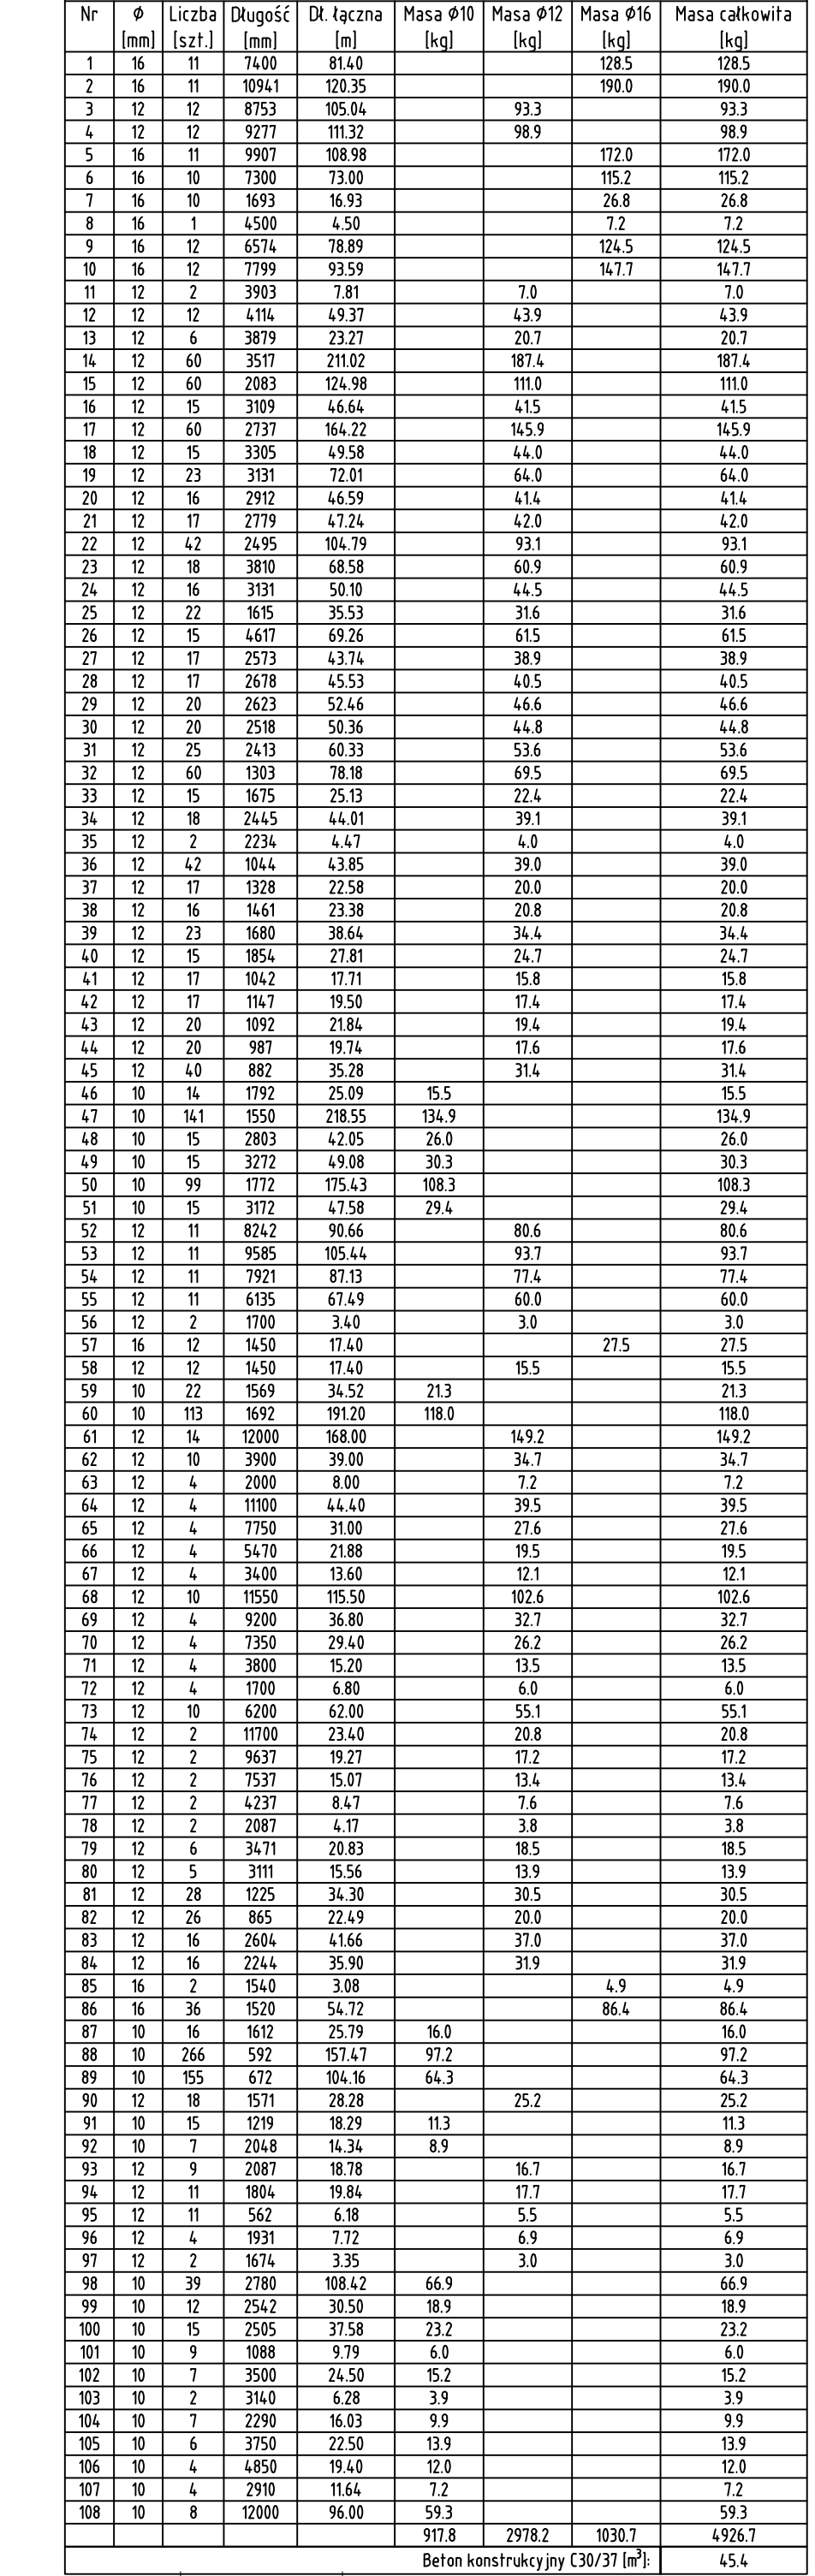 Nr Ø Liczba Długość Dł. łączna Masa Ø10 Masa Ø12 Masa Ø16 Masa całkowita
[mm] [szt.] [mm] [m] [kg] [kg] [kg] [kg]
1 16 11 7400 81.40 128.5 128.5
2 16 11 10941 120.35 190.0 190.0
3 12 12 8753 105.04 93.3 93.3
4 12 12 9277 111.32 98.9 98.9
5 16 11 9907 108.98 172.0 172.0
6 16 10 7300 73.00 115.2 115.2
7 16 10 1693 16.93 26.8 26.8
8 16 1 4500 4.50 7.2 7.2
9 16 12 6574 78.89 124.5 124.5
10 16 12 7799 93.59 147.7 147.7
11 12 2 3903 7.81 7.0 7.0
12 12 12 4114 49.37 43.9 43.9
13 12 6 3879 23.27 20.7 20.7
14 12 60 3517 211.02 187.4 187.4
15 12 60 2083 124.98 111.0 111.0
16 12 15 3109 46.64 41.5 41.5
17 12 60 2737 164.22 145.9 145.9
18 12 15 3305 49.58 44.0 44.0
19 12 23 3131 72.01 64.0 64.0
20 12 16 2912 46.59 41.4 41.4
21 12 17 2779 47.24 42.0 42.0
22 12 42 2495 104.79 93.1 93.1
23 12 18 3810 68.58 60.9 60.9
24 12 16 3131 50.10 44.5 44.5
25 12 22 1615 35.53 31.6 31.6
26 12 15 4617 69.26 61.5 61.5
27 12 17 2573 43.74 38.9 38.9
28 12 17 2678 45.53 40.5 40.5
29 12 20 2623 52.46 46.6 46.6
30 12 20 2518 50.36 44.8 44.8
31 12 25 2413 60.33 53.6 53.6
32 12 60 1303 78.18 69.5 69.5
33 12 15 1675 25.13 22.4 22.4
34 12 18 2445 44.01 39.1 39.1
35 12 2 2234 4.47 4.0 4.0
36 12 42 1044 43.85 39.0 39.0
37 12 17 1328 22.58 20.0 20.0
38 12 16 1461 23.38 20.8 20.8
39 12 23 1680 38.64 34.4 34.4
40 12 15 1854 27.81 24.7 24.7
41 12 17 1042 17.71 15.8 15.8
42 12 17 1147 19.50 17.4 17.4
43 12 20 1092 21.84 19.4 19.4
44 12 20 987 19.74 17.6 17.6
45 12 40 882 35.28 31.4 31.4
46 10 14 1792 25.09 15.5 15.5
47 10 141 1550 218.55 134.9 134.9
48 10 15 2803 42.05 26.0 26.0
49 10 15 3272 49.08 30.3 30.3
50 10 99 1772 175.43 108.3 108.3
51 10 15 3172 47.58 29.4 29.4
52 12 11 8242 90.66 80.6 80.6
53 12 11 9585 105.44 93.7 93.7
54 12 11 7921 87.13 77.4 77.4
55 12 11 6135 67.49 60.0 60.0
56 12 2 1700 3.40 3.0 3.0
57 16 12 1450 17.40 27.5 27.5
58 12 12 1450 17.40 15.5 15.5
59 10 22 1569 34.52 21.3 21.3
60 10 113 1692 191.20 118.0 118.0
61 12 14 12000 168.00 149.2 149.2
62 12 10 3900 39.00 34.7 34.7
63 12 4 2000 8.00 7.2 7.2
64 12 4 11100 44.40 39.5 39.5
65 12 4 7750 31.00 27.6 27.6
66 12 4 5470 21.88 19.5 19.5
67 12 4 3400 13.60 12.1 12.1
68 12 10 11550 115.50 102.6 102.6
69 12 4 9200 36.80 32.7 32.7
70 12 4 7350 29.40 26.2 26.2
71 12 4 3800 15.20 13.5 13.5
72 12 4 1700 6.80 6.0 6.0
73 12 10 6200 62.00 55.1 55.1
74 12 2 11700 23.40 20.8 20.8
75 12 2 9637 19.27 17.2 17.2
76 12 2 7537 15.07 13.4 13.4
77 12 2 4237 8.47 7.6 7.6
78 12 2 2087 4.17 3.8 3.8
79 12 6 3471 20.83 18.5 18.5
80 12 5 3111 15.56 13.9 13.9
81 12 28 1225 34.30 30.5 30.5
82 12 26 865 22.49 20.0 20.0
83 12 16 2604 41.66 37.0 37.0
84 12 16 2244 35.90 31.9 31.9
85 16 2 1540 3.08 4.9 4.9
86 16 36 1520 54.72 86.4 86.4
87 10 16 1612 25.79 16.0 16.0
88 10 266 592 157.47 97.2 97.2
89 10 155 672 104.16 64.3 64.3
90 12 18 1571 28.28 25.2 25.2
91 10 15 1219 18.29 11.3 11.3
92 10 7 2048 14.34 8.9 8.9
93 12 9 2087 18.78 16.7 16.7
94 12 11 1804 19.84 17.7 17.7
95 12 11 562 6.18 5.5 5.5
96 12 4 1931 7.72 6.9 6.9
97 12 2 1674 3.35 3.0 3.0
98 10 39 2780 108.42 66.9 66.9
99 10 12 2542 30.50 18.9 18.9
100 10 15 2505 37.58 23.2 23.2
101 10 9 1088 9.79 6.0 6.0
102 10 7 3500 24.50 15.2 15.2
103 10 2 3140 6.28 3.9 3.9
104 10 7 2290 16.03 9.9 9.9
105 10 6 3750 22.50 13.9 13.9
106 10 4 4850 19.40 12.0 12.0
107 10 4 2910 11.64 7.2 7.2
108 10 8 12000 96.00 59.3 59.3
917.8 2978.2 1030.7 4926.7
Beton konstrukcyjny C30/37 [m³]: 45.4